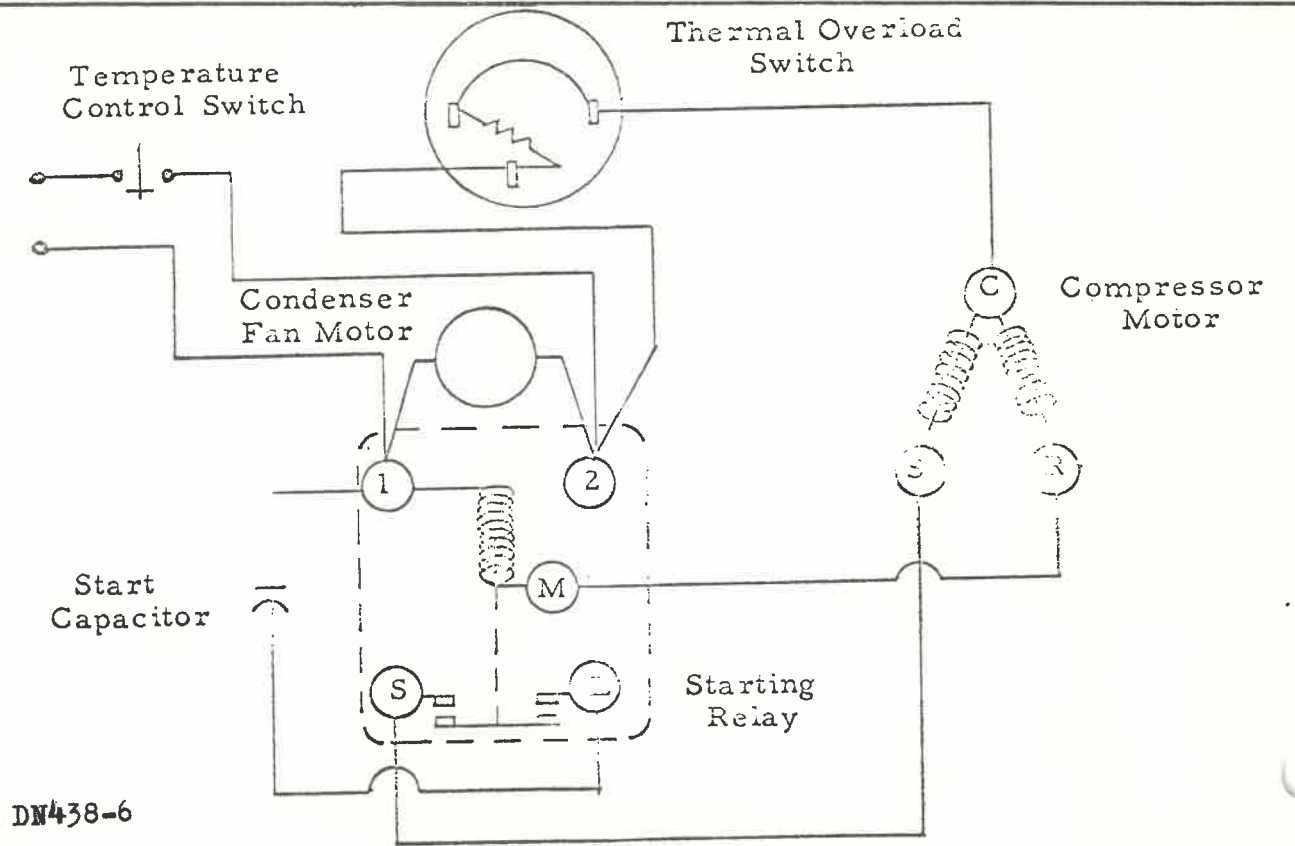 Thermal Overload
Switch
Temperature
Control Switch
Condenser
Fan Motor
C
Compressor
Motor
1
2
S
R
M
Start
Capacitor
S
L
Starting
Relay
DN438-6